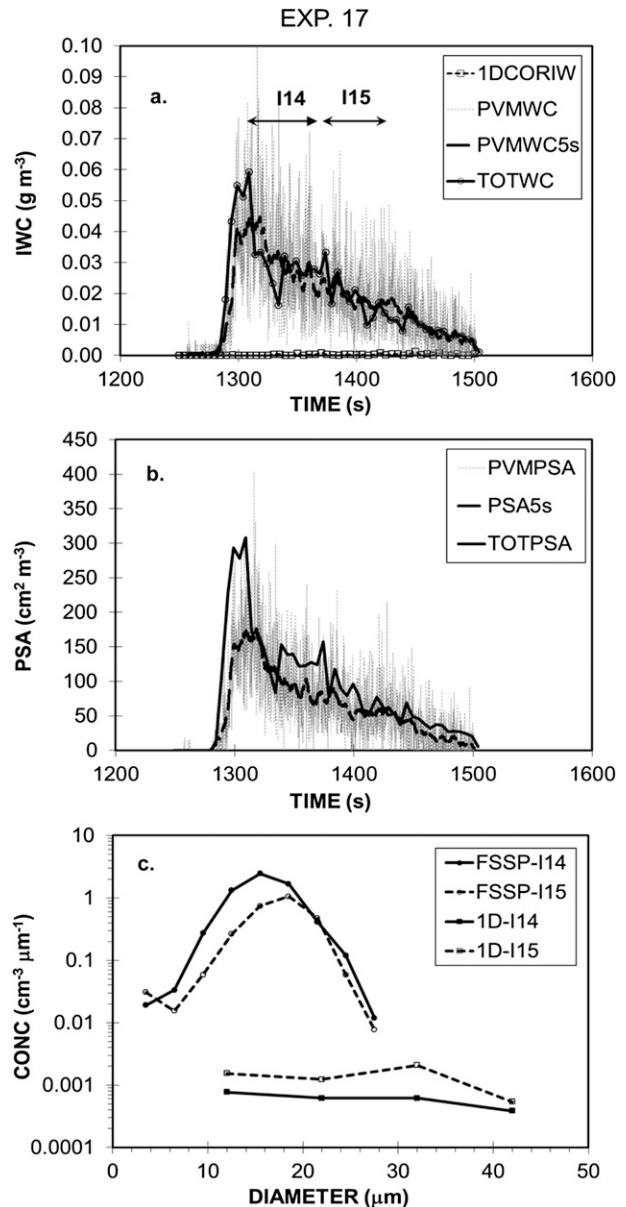 EXP. 17
a.
I14 I15
1DCORIW
PVMWC
PVMWC5s
TOTWC
IWC (g m-3)
0.10
0.09
0.08
0.07
0.06
0.05
0.04
0.03
0.02
0.01
0.00
1200 1300 1400 1500 1600
TIME (s)
b.
PVMPSA
PSA5s
TOTPSA
PSA (cm² m-3)
450
400
350
300
250
200
150
100
50
0
1200 1300 1400 1500 1600
TIME (s)
c.
FSSP-I14
FSSP-I15
1D-I14
1D-I15
CONC (cm-3 μm-1)
10
1
0.1
0.01
0.001
0.0001
0 10 20 30 40 50
DIAMETER (μm)